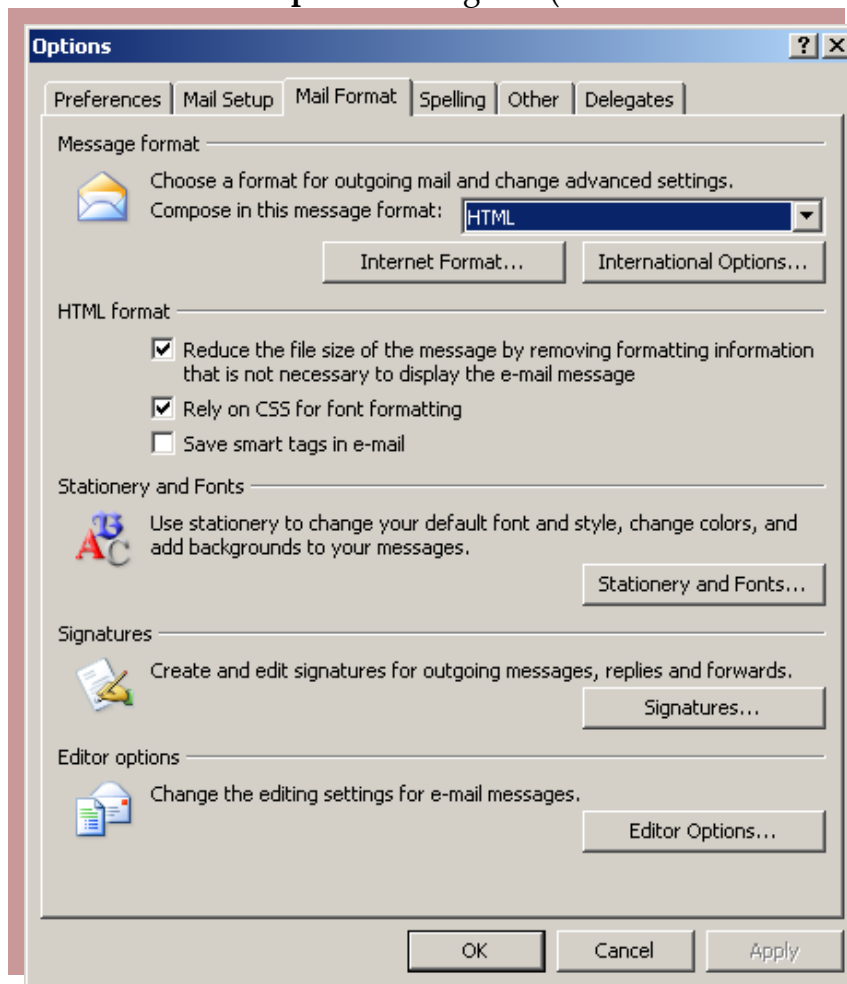 Options
Preferences Mail Setup Mail Format Spelling Other Delegates
Message format
Choose a format for outgoing mail and change advanced settings.
Compose in this message format: HTML
Internet Format... International Options...
HTML format
Reduce the file size of the message by removing formatting information
that is not necessary to display the e-mail message
Rely on CSS for font formatting
Save smart tags in e-mail
Stationery and Fonts
Use stationery to change your default font and style, change colors, and
add backgrounds to your messages.
Stationery and Fonts...
Signatures
Create and edit signatures for outgoing messages, replies and forwards.
Signatures...
Editor options
Change the editing settings for e-mail messages.
Editor Options...
OK Cancel Apply